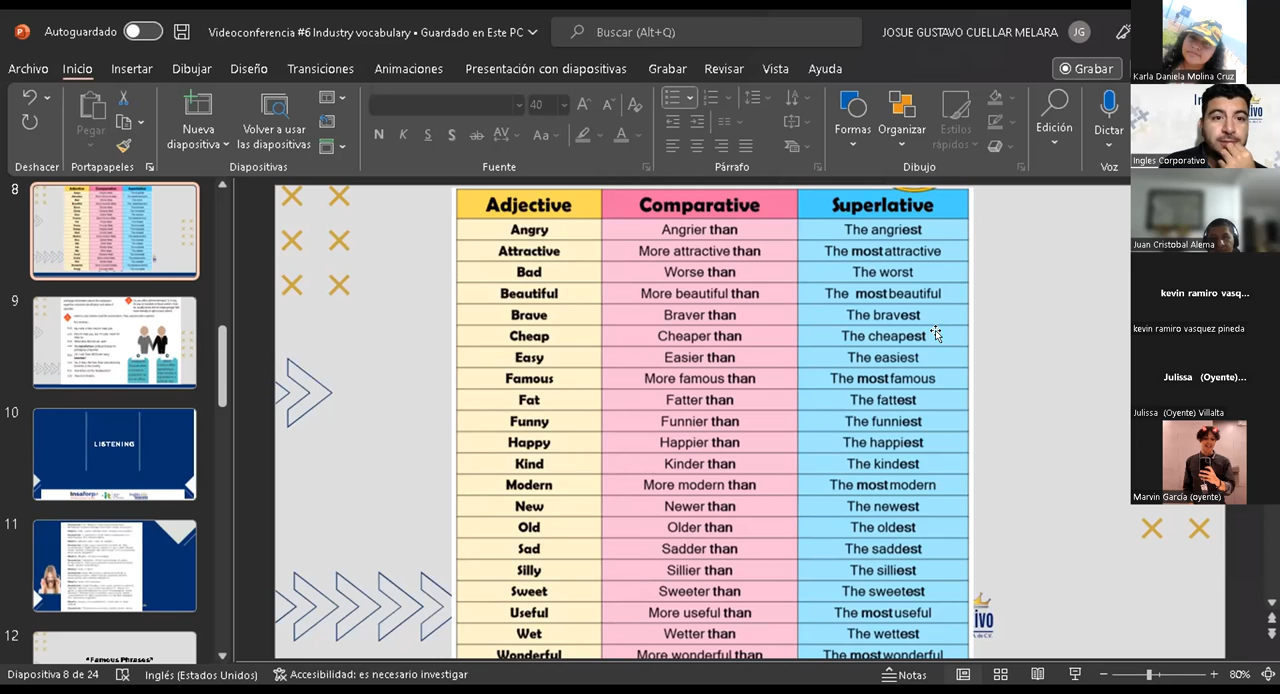 Autoguardado
Videoconferencia #6 Industry vocabulary • Guardado en Este PC
Buscar (Alt+Q)
JOSUE GUSTAVO CUELLAR MELARA
JG
Archivo Inicio Insertar Dibujar Diseño Transiciones Animaciones Presentación con diapositivas Grabar Revisar Vista Ayuda
Grabar
Pegar
Nueva diapositiva
Volver a usar las diapositivas
40
N K S S ab AV Aa A
Formas
Organizar
Estilos rápidos
Edición
Dictar
Deshacer
Portapapeles
Diapositivas
Fuente
Párrafo
Dibujo
Voz
8
9
10
LISTENING
11
12
"Famous Phrases"
Adjective Comparative Superlative
Angry Angrier than The angriest
Attractive More attractive than The most attractive
Bad Worse than The worst
Beautiful More beautiful than The most beautiful
Brave Braver than The bravest
Cheap Cheaper than The cheapest
Easy Easier than The easiest
Famous More famous than The most famous
Fat Fatter than The fattest
Funny Funnier than The funniest
Happy Happier than The happiest
Kind Kinder than The kindest
Modern More modern than The most modern
New Newer than The newest
Old Older than The oldest
Sad Sadder than The saddest
Silly Sillier than The silliest
Sweet Sweeter than The sweetest
Useful More useful than The most useful
Wet Wetter than The wettest
Wonderful More wonderful than The most wonderful
Karla Daniela Molina Cruz
Ingles Corporativo
Juan Cristobal Alema
kevin ramiro vasq...
kevin ramiro vasquez pineda
Julissa (Oyente)...
Julissa (Oyente) Villalta
Marvin García (oyente)
Diapositiva 8 de 24
Inglés (Estados Unidos)
Accesibilidad: es necesario investigar
Notas
80%